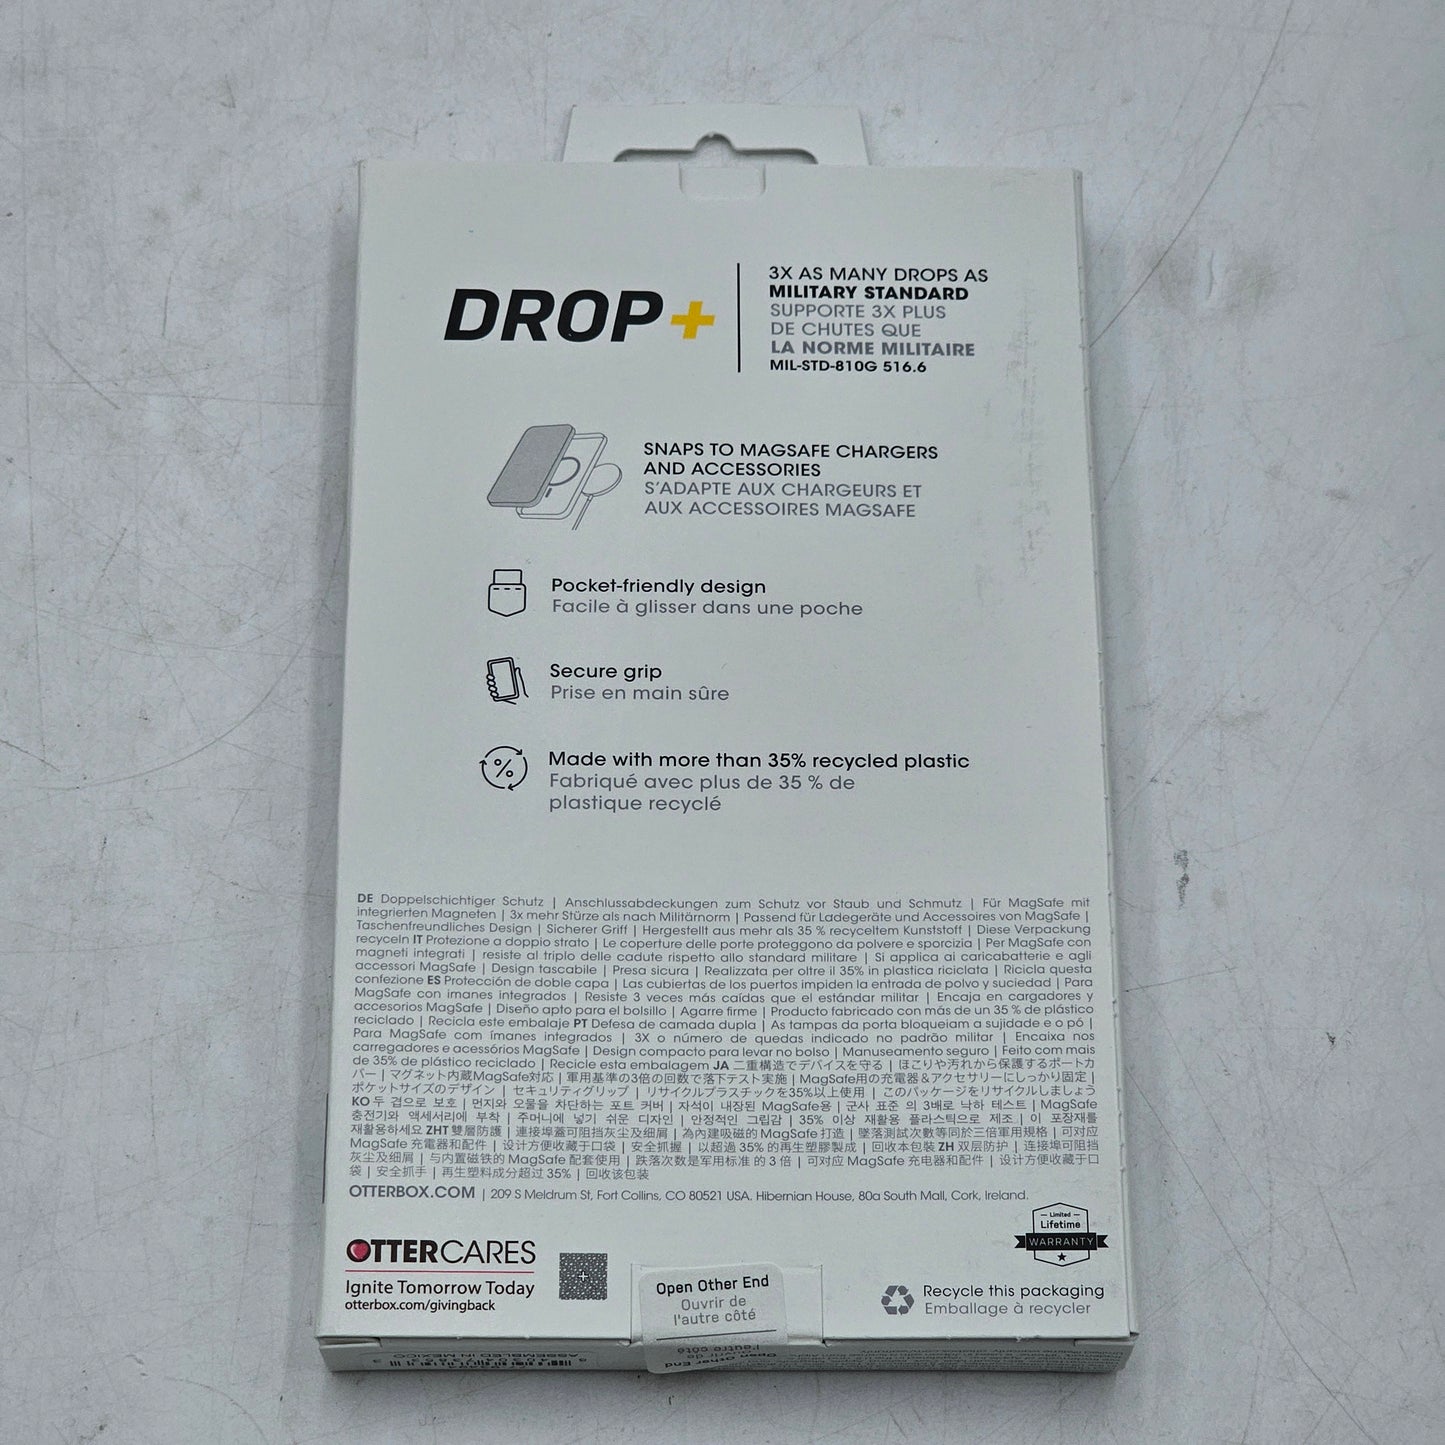 DROP+
3X AS MANY DROPS AS
MILITARY STANDARD
SUPPORTE 3X PLUS
DE CHUTES QUE
LA NORME MILITAIRE
MIL-STD-810G 516.6
SNAPS TO MAGSAFE CHARGERS
AND ACCESSORIES
S'ADAPTE AUX CHARGEURS ET
AUX ACCESSOIRES MAGSAFE
Pocket-friendly design
Facile à glisser dans une poche
Secure grip
Prise en main sûre
Made with more than 35% recycled plastic
Fabriqué avec plus de 35 % de
plastique recyclé
DE Doppelschichtiger Schutz | Anschlussabdeckungen zum Schutz vor Staub und Schmutz | Für MagSafe mit
integrierten Magneten | 3x mehr Stürze als nach Militärnorm | Passend für Ladegeräte und Accessoires von MagSafe |
Taschenfreundliches Design | Sicherer Griff | Hergestellt aus mehr als 35 % recyceltem Kunststoff | Diese Verpackung
recyceln IT Protezione a doppio strato | Le coperture delle porte proteggono da polvere e sporcizia | Per MagSafe con
magneti integrati | resiste al triplo delle cadute rispetto allo standard militare | Si applica ai caricabatterie e agli
accessori MagSafe | Design tascabile | Presa sicura | Realizzata per oltre il 35% in plastica riciclata | Ricicla questa
confezione ES Protección de doble capa | Las cubiertas de los puertos impiden la entrada de polvo y suciedad | Para
MagSafe con imanes integrados | Resiste 3 veces más caídas que el estándar militar | Encaja en cargadores y
accesorios MagSafe | Diseño apto para el bolsillo | Agarre firme | Producto fabricado con más de un 35 % de plástico
reciclado | Recicla este embalaje PT Defesa de camada dupla | As tampas da porta bloqueiam a sujidade e o pó |
Para MagSafe com ímanes integrados | 3X o número de quedas indicado no padrão militar | Encaixa nos
carregadores e acessórios MagSafe | Design compacto para levar no bolso | Manuseamento seguro | Feito com mais
de 35% de plástico reciclado | Recicle esta embalagem JA 二重構造でデバイスを守る | ほこりや汚れから保護するポートカ
バー | マグネット内蔵MagSafe対応 | 軍用基準の3倍の回数で落下テスト実施 | MagSafe用の充電器&アクセサリーにしっかり固定 |
ポケットサイズのデザイン | セキュリティグリップ | リサイクルプラスチックを35%以上使用 | このパッケージをリサイクルしましょう
KO 두 겹으로 보호 | 먼지와 오물을 차단하는 포트 커버 | 자석이 내장된 MagSafe용 | 군사 표준 의 3배로 낙하 테스트 | MagSafe
충전기와 액세서리에 부착 | 주머니에 넣기 쉬운 디자인 | 안정적인 그립감 | 35% 이상 재활용 플라스틱으로 제조 | 이 포장재를
재활용하세요 ZHT 雙層防護 | 連接埠蓋可阻擋灰尘及細屑 | 為內建吸磁的 MagSafe 打造 | 墜落測試次數等同於三倍軍用規格 | 可对应
MagSafe 充電器和配件 | 设计方便收藏于口袋 | 安全抓握 | 以超過 35% 的再生塑膠製成 | 回收本包裝 ZH 双层防护 | 连接埠可阻挡
灰尘及细屑 | 与内置磁铁的 MagSafe 配套使用 | 跌落次数是军用标准 的 3 倍 | 可对应 MagSafe 充电器和配件 | 设计方便收藏于口
袋 | 安全抓手 | 再生塑料成分超过 35% | 回收该包装
OTTERBOX.COM | 209 S Meldrum St, Fort Collins, CO 80521 USA. Hibernian House, 80a South Mall, Cork, Ireland.
Limited
Lifetime
WARRANTY
OTTERCARES
Ignite Tomorrow Today
otterbox.com/givingback
Open Other End
Ouvrir de
l'autre côté
Recycle this packaging
Emballage à recycler
Open Other End
Ouvrir de
l'autre côté
ASSEMBLED IN MEXICO